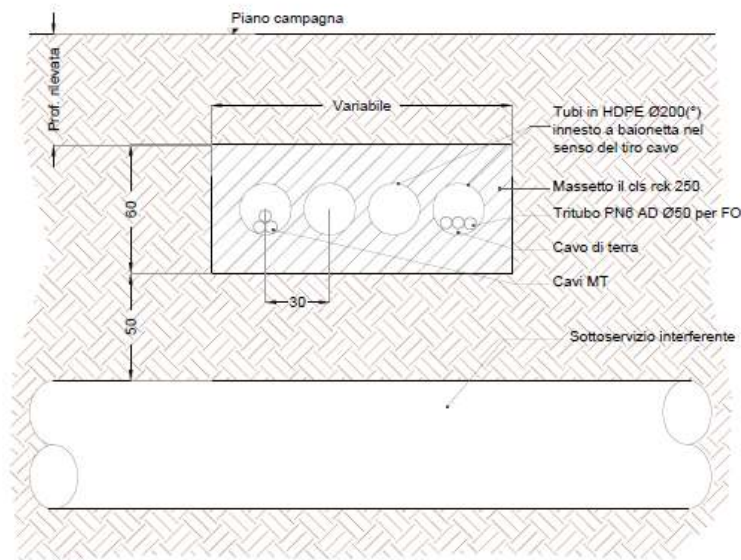 Piano campagna
Prof. rilevata
Variabile
Tubi in HDPE Ø200(°)
innesto a baionetta nel
senso del tiro cavo
Massetto il cls rck 250
Tritubo PN6 AD Ø50 per FO
60
Cavo di terra
Cavi MT
30
50
Sottoservizio interferente